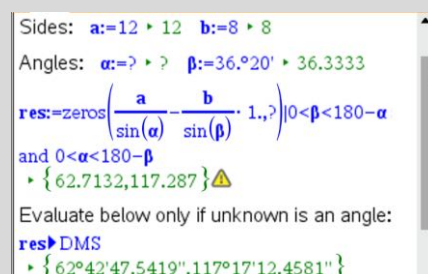 Sides: a:=12 ▸ 12 b:=8 ▸ 8
Angles: α:=? ▸ ? β:=36.°20' ▸ 36.3333
res:=zeros(a/sin(α) − b/sin(β) · 1.,?)|0<β<180−α
and 0<α<180−β
▸ {62.7132,117.287}⚠
Evaluate below only if unknown is an angle:
res▸DMS
▸ {62°42'47.5419",117°17'12.4581"}